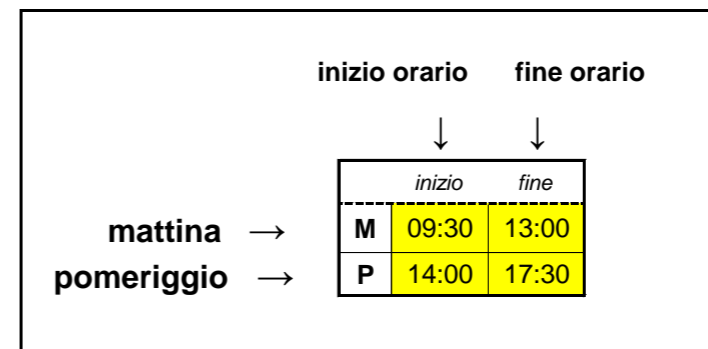 inizio orario fine orario
↓ ↓
inizio fine
mattina → M 09:30 13:00
pomeriggio → P 14:00 17:30